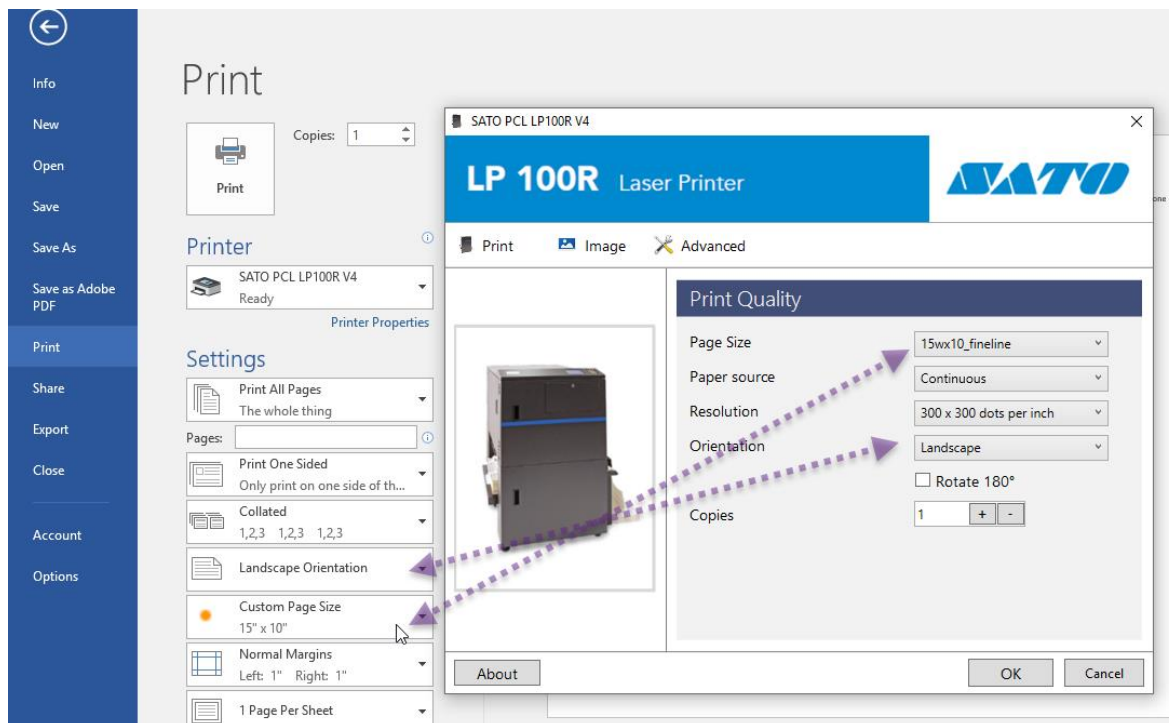 Info
New
Open
Save
Save As
Save as Adobe
PDF
Print
Share
Export
Close
Account
Options
Print
Print
Copies: 1
Printer
SATO PCL LP100R V4
Ready
Printer Properties
Settings
Print All Pages
The whole thing
Pages:
Print One Sided
Only print on one side of th...
Collated
1,2,3 1,2,3 1,2,3
Landscape Orientation
Custom Page Size
15" x 10"
Normal Margins
Left: 1" Right: 1"
1 Page Per Sheet
SATO PCL LP100R V4
LP 100R Laser Printer
SATO
Print Image Advanced
Print Quality
Page Size 15wx10_fineline
Paper source Continuous
Resolution 300 x 300 dots per inch
Orientation Landscape
Rotate 180°
Copies 1 + -
About OK Cancel
one